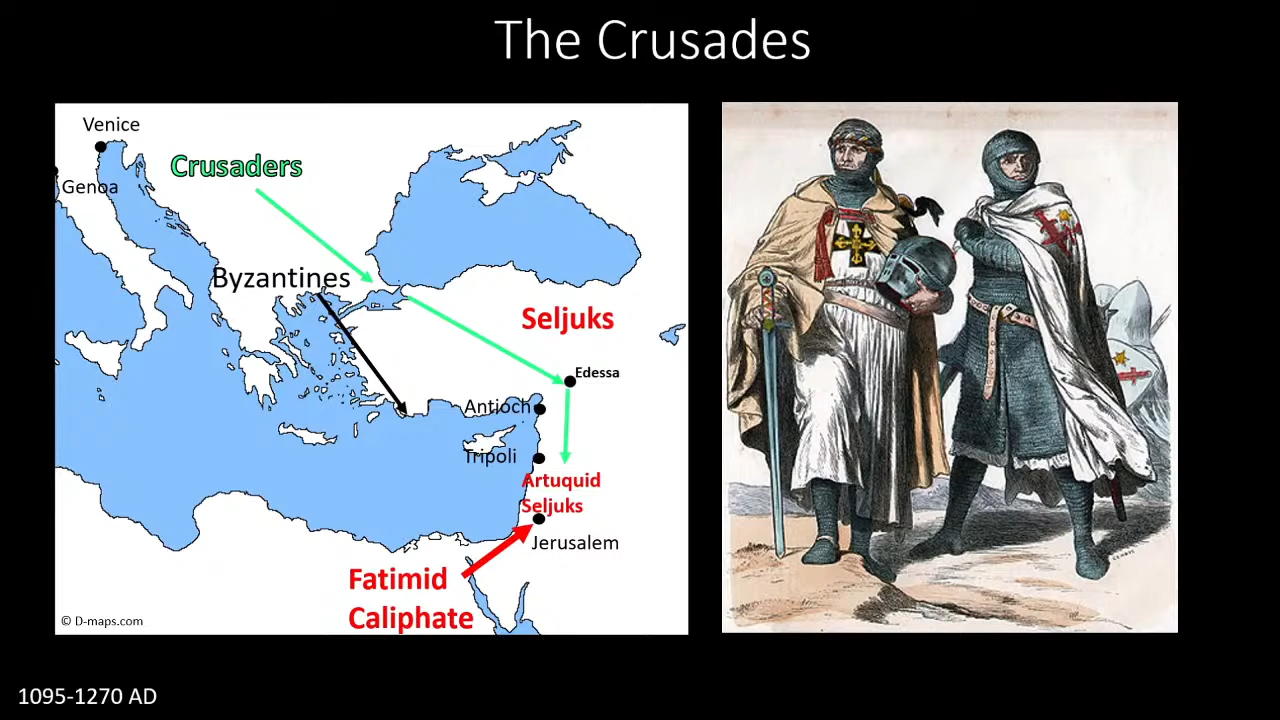 The Crusades
Venice
Crusaders
Genoa
Byzantines
Seljuks
Edessa
Antioch
Tripoli
Artuquid
Seljuks
Jerusalem
Fatimid
Caliphate
© D-maps.com
1095-1270 AD